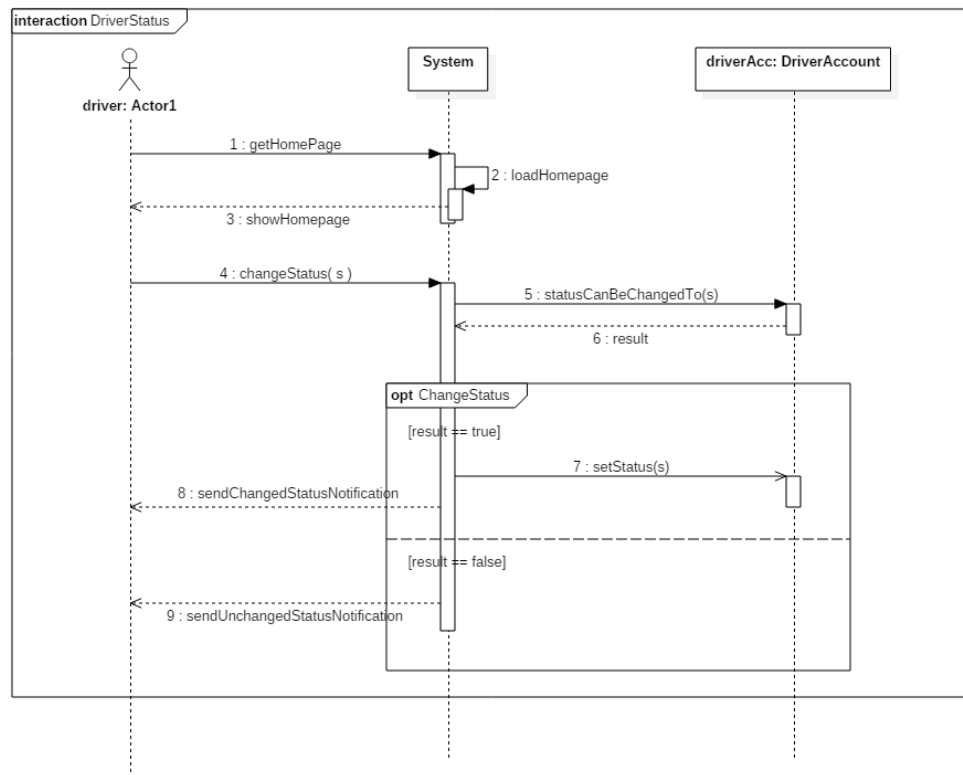 interaction DriverStatus
System
driverAcc: DriverAccount
driver: Actor1
1 : getHomePage
2 : loadHomepage
3 : showHomepage
4 : changeStatus( s )
5 : statusCanBeChangedTo(s)
6 : result
opt ChangeStatus
[result == true]
7 : setStatus(s)
8 : sendChangedStatusNotification
[result == false]
9 : sendUnchangedStatusNotification